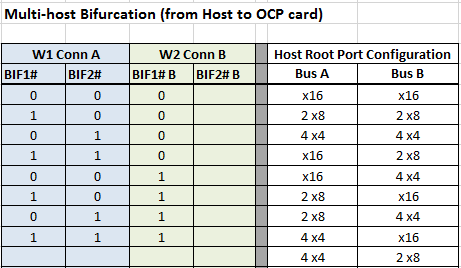 Multi-host Bifurcation (from Host to OCP card)
W1 Conn A W2 Conn B Host Root Port Configuration
BIF1# BIF2# BIF1# B BIF2# B Bus A Bus B
0 0 0 x16 x16
1 0 0 2 x8 2 x8
0 1 0 4 x4 4 x4
1 1 0 x16 2 x8
0 0 1 x16 4 x4
1 0 1 2 x8 x16
0 1 1 2 x8 4 x4
1 1 1 4 x4 x16
4 x4 2 x8